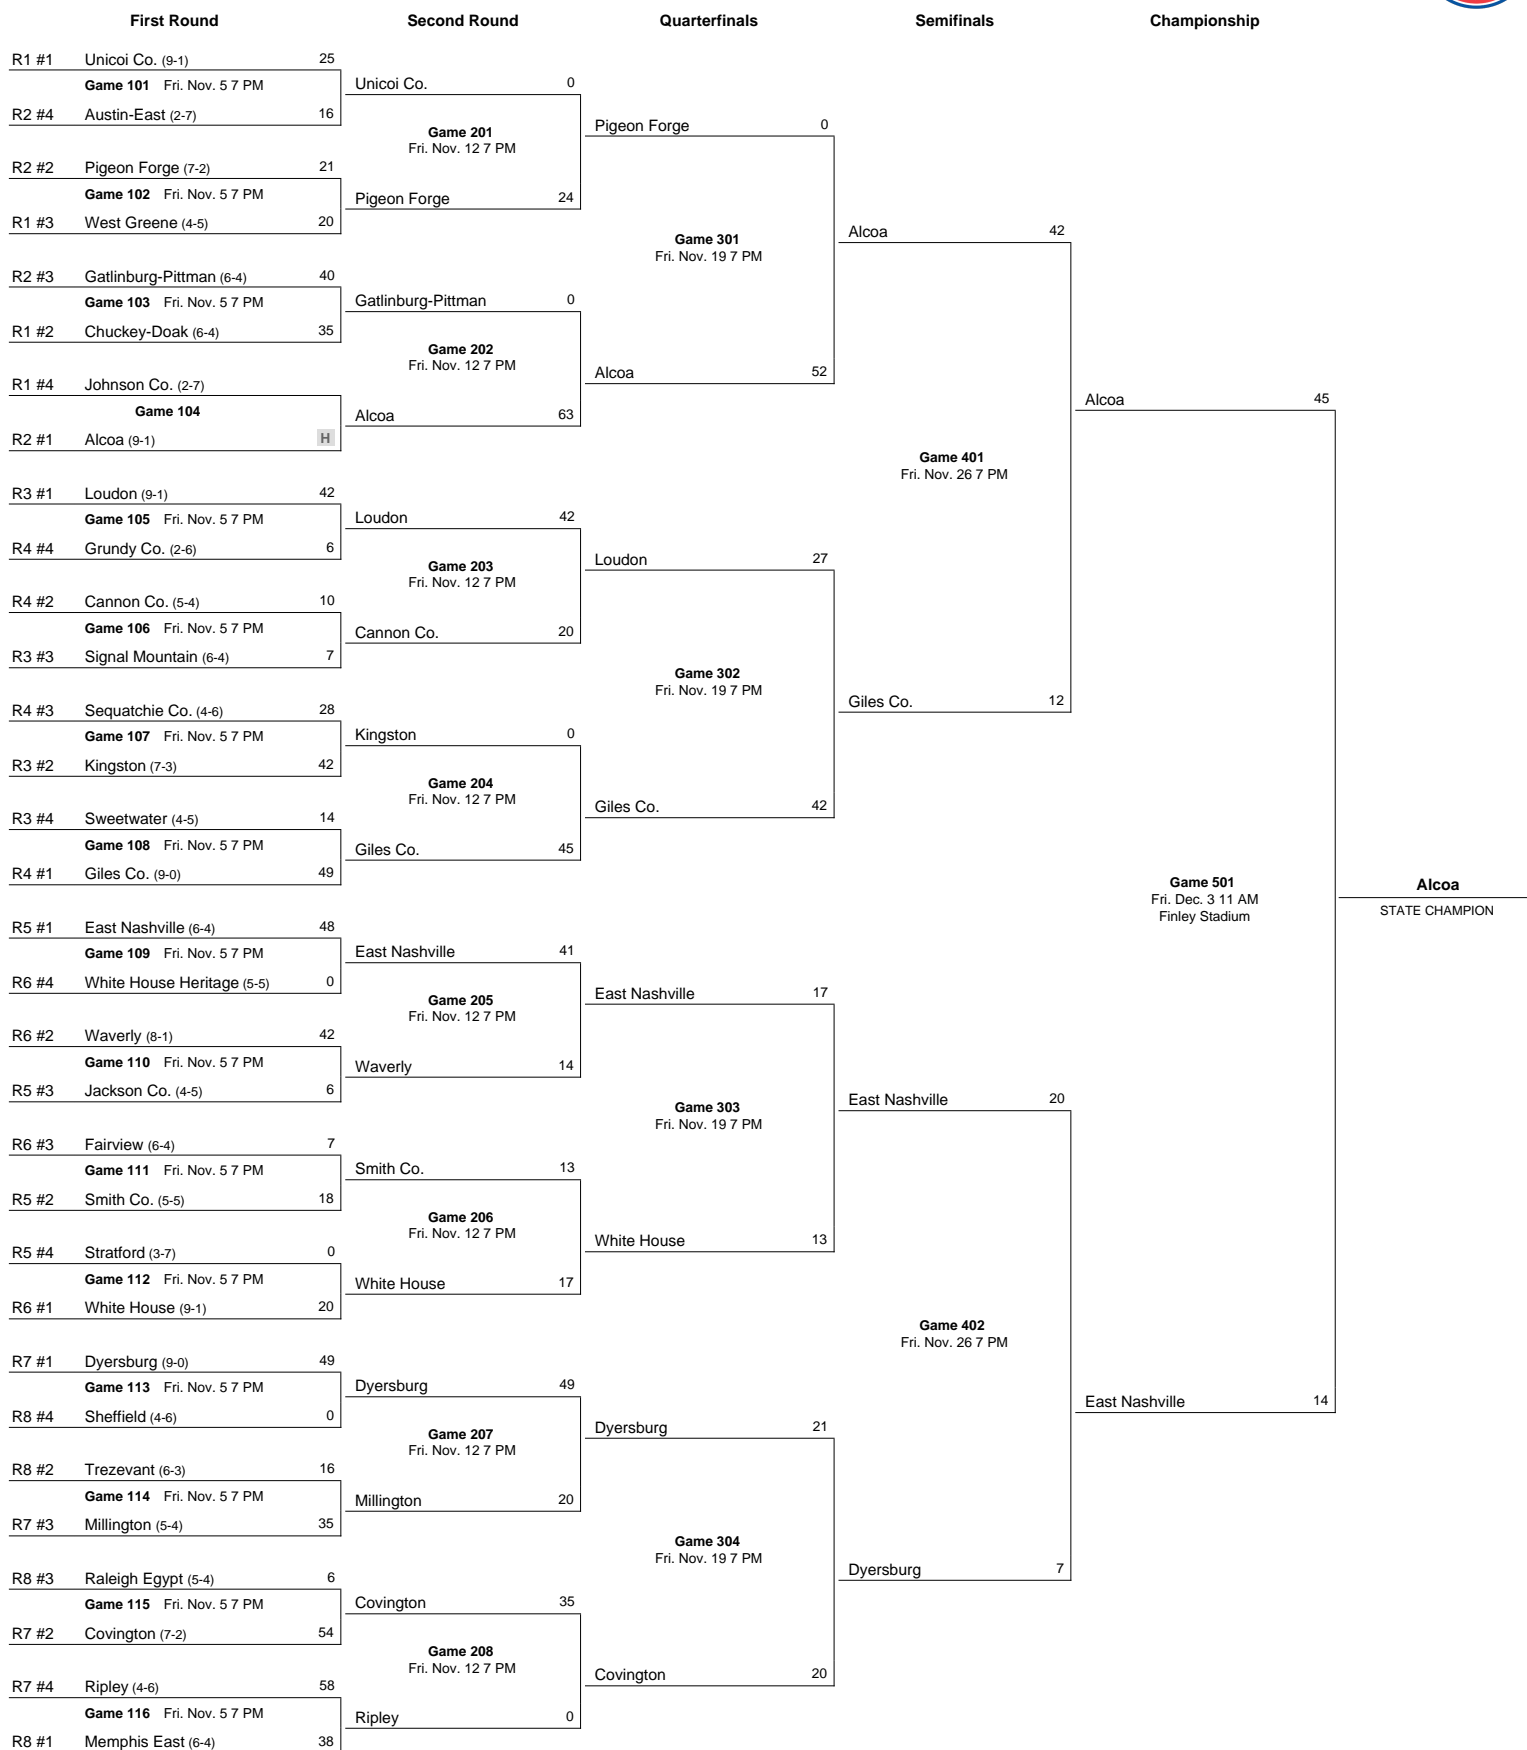 First Round Second Round Quarterfinals Semifinals Championship
R1 #1 Unicoi Co. (9-1) 25
Game 101 Fri. Nov. 5 7 PM
R2 #4 Austin-East (2-7) 16
R2 #2 Pigeon Forge (7-2) 21
Game 102 Fri. Nov. 5 7 PM
R1 #3 West Greene (4-5) 20
R2 #3 Gatlinburg-Pittman (6-4) 40
Game 103 Fri. Nov. 5 7 PM
R1 #2 Chuckey-Doak (6-4) 35
R1 #4 Johnson Co. (2-7)
Game 104
R2 #1 Alcoa (9-1) H
R3 #1 Loudon (9-1) 42
Game 105 Fri. Nov. 5 7 PM
R4 #4 Grundy Co. (2-6) 6
R4 #2 Cannon Co. (5-4) 10
Game 106 Fri. Nov. 5 7 PM
R3 #3 Signal Mountain (6-4) 7
R4 #3 Sequatchie Co. (4-6) 28
Game 107 Fri. Nov. 5 7 PM
R3 #2 Kingston (7-3) 42
R3 #4 Sweetwater (4-5) 14
Game 108 Fri. Nov. 5 7 PM
R4 #1 Giles Co. (9-0) 49
R5 #1 East Nashville (6-4) 48
Game 109 Fri. Nov. 5 7 PM
R6 #4 White House Heritage (5-5) 0
R6 #2 Waverly (8-1) 42
Game 110 Fri. Nov. 5 7 PM
R5 #3 Jackson Co. (4-5) 6
R6 #3 Fairview (6-4) 7
Game 111 Fri. Nov. 5 7 PM
R5 #2 Smith Co. (5-5) 18
R5 #4 Stratford (3-7) 0
Game 112 Fri. Nov. 5 7 PM
R6 #1 White House (9-1) 20
R7 #1 Dyersburg (9-0) 49
Game 113 Fri. Nov. 5 7 PM
R8 #4 Sheffield (4-6) 0
R8 #2 Trezevant (6-3) 16
Game 114 Fri. Nov. 5 7 PM
R7 #3 Millington (5-4) 35
R8 #3 Raleigh Egypt (5-4) 6
Game 115 Fri. Nov. 5 7 PM
R7 #2 Covington (7-2) 54
R7 #4 Ripley (4-6) 58
Game 116 Fri. Nov. 5 7 PM
R8 #1 Memphis East (6-4) 38
Unicoi Co. 0
Game 201
Fri. Nov. 12 7 PM
Pigeon Forge 24
Gatlinburg-Pittman 0
Game 202
Fri. Nov. 12 7 PM
Alcoa 63
Loudon 42
Game 203
Fri. Nov. 12 7 PM
Cannon Co. 20
Kingston 0
Game 204
Fri. Nov. 12 7 PM
Giles Co. 45
East Nashville 41
Game 205
Fri. Nov. 12 7 PM
Waverly 14
Smith Co. 13
Game 206
Fri. Nov. 12 7 PM
White House 17
Dyersburg 49
Game 207
Fri. Nov. 12 7 PM
Millington 20
Covington 35
Game 208
Fri. Nov. 12 7 PM
Ripley 0
Pigeon Forge 0
Game 301
Fri. Nov. 19 7 PM
Alcoa 52
Loudon 27
Game 302
Fri. Nov. 19 7 PM
Giles Co. 42
East Nashville 17
Game 303
Fri. Nov. 19 7 PM
White House 13
Dyersburg 21
Game 304
Fri. Nov. 19 7 PM
Covington 20
Alcoa 42
Game 401
Fri. Nov. 26 7 PM
Giles Co. 12
East Nashville 20
Game 402
Fri. Nov. 26 7 PM
Dyersburg 7
Alcoa 45
Game 501
Fri. Dec. 3 11 AM
Finley Stadium
East Nashville 14
Alcoa
STATE CHAMPION